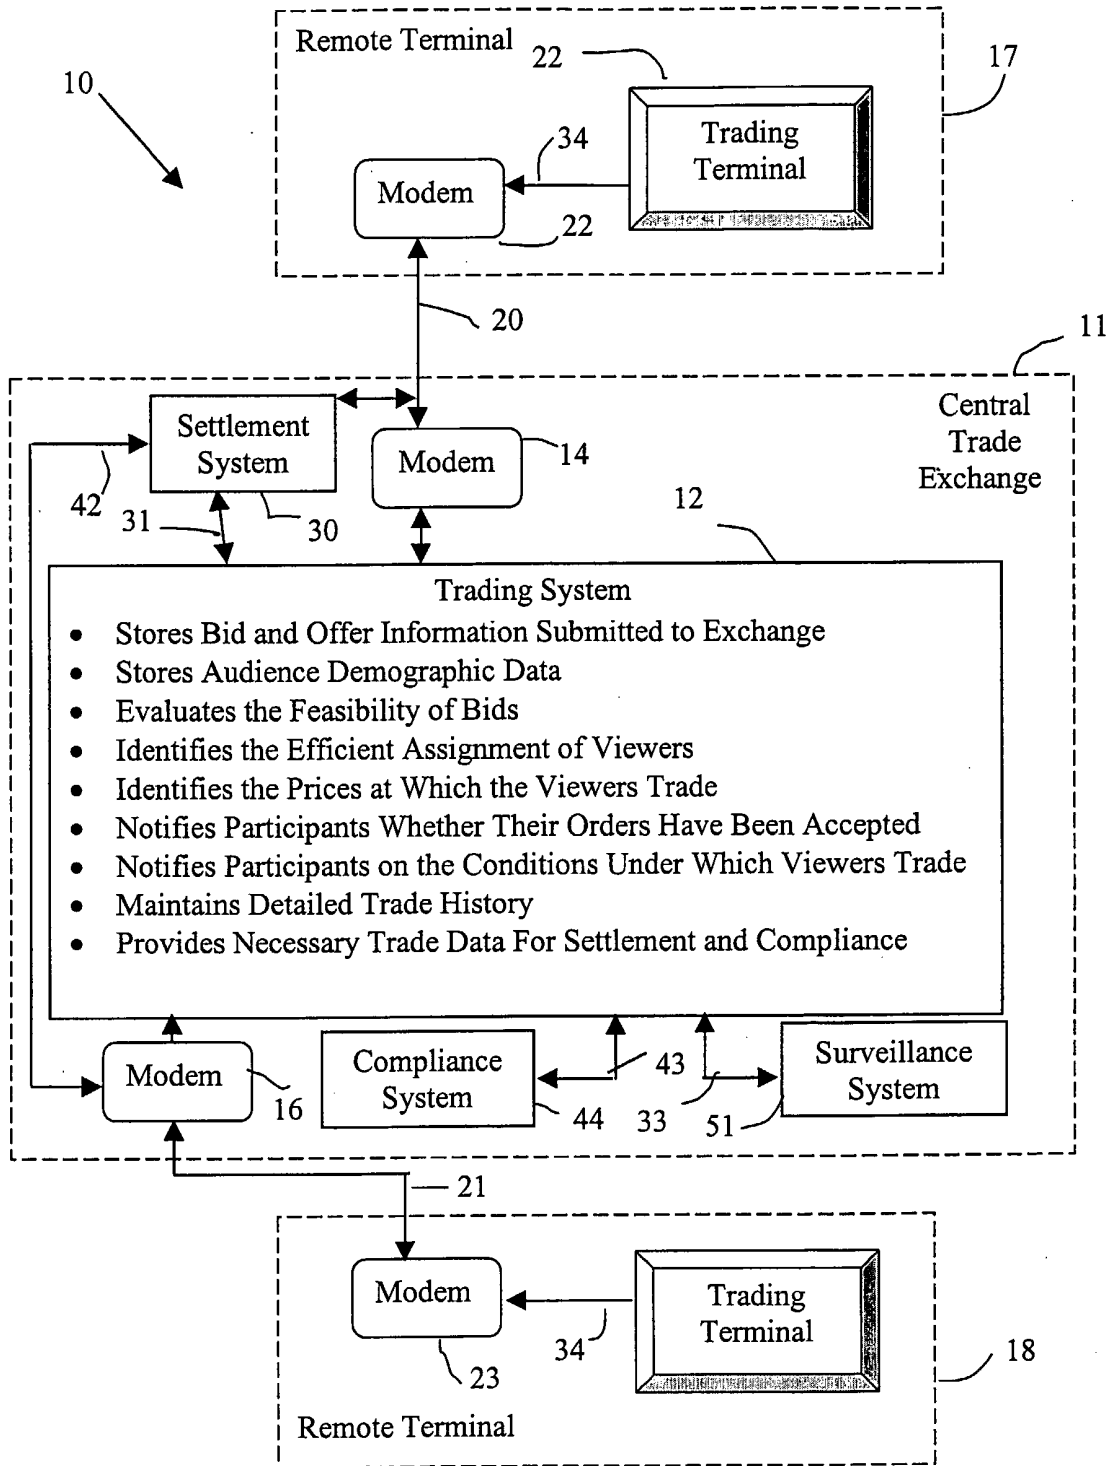 Remote Terminal
22
17
10
Trading
Terminal
34
Modem
22
20
11
Central
Trade
Exchange
Settlement
System
Modem
14
42
31
30
12
Trading System
• Stores Bid and Offer Information Submitted to Exchange
• Stores Audience Demographic Data
• Evaluates the Feasibility of Bids
• Identifies the Efficient Assignment of Viewers
• Identifies the Prices at Which the Viewers Trade
• Notifies Participants Whether Their Orders Have Been Accepted
• Notifies Participants on the Conditions Under Which Viewers Trade
• Maintains Detailed Trade History
• Provides Necessary Trade Data For Settlement and Compliance
Modem
16
Compliance
System
44
43
33
51
Surveillance
System
21
Modem
23
34
Trading
Terminal
18
Remote Terminal